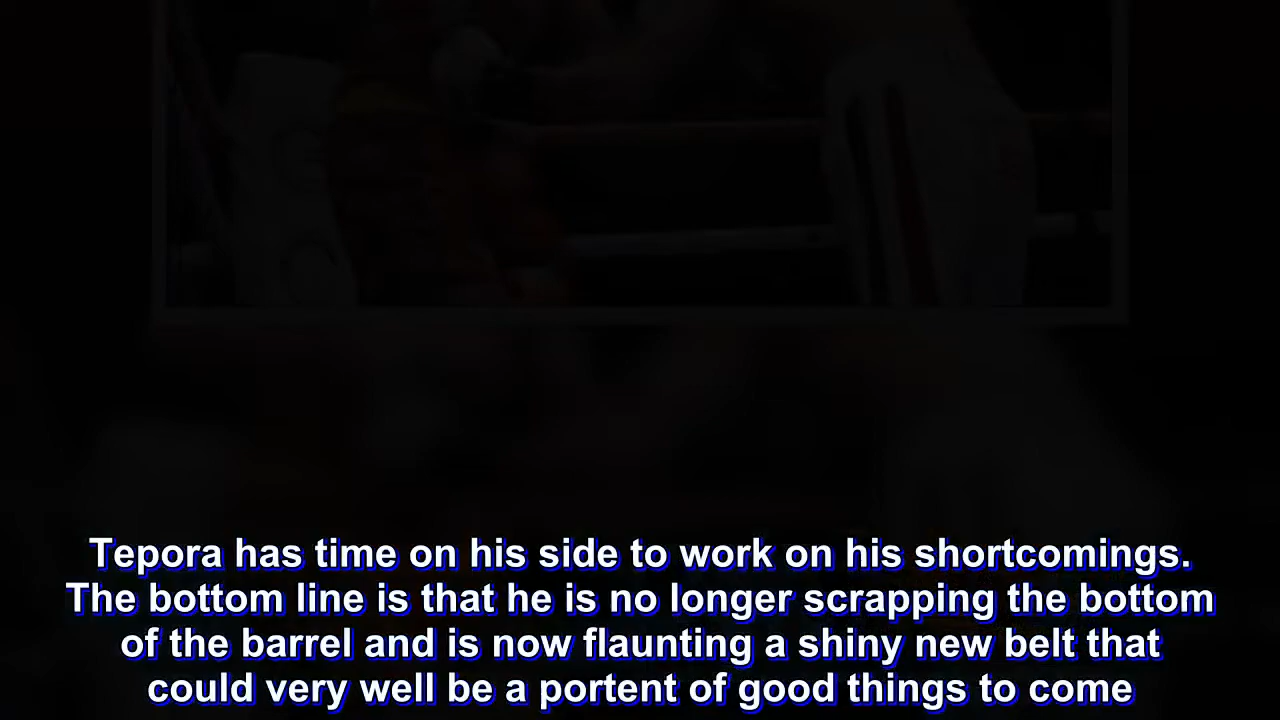 Tepora has time on his side to work on his shortcomings.
The bottom line is that he is no longer scrapping the bottom
of the barrel and is now flaunting a shiny new belt that
could very well be a portent of good things to come